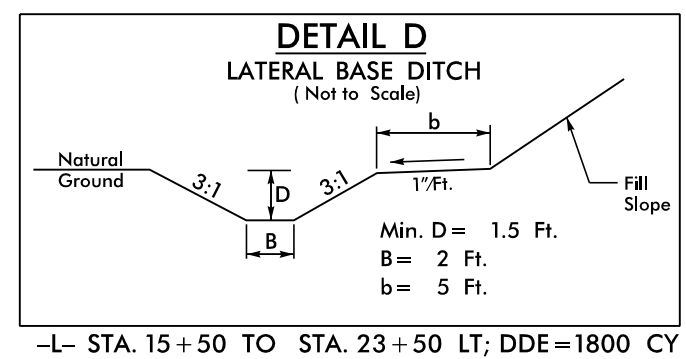 DETAIL D
LATERAL BASE DITCH
( Not to Scale)
b
Natural
Ground
3:1
D
3:1
1"/Ft.
Fill
Slope
B
Min. D = 1.5 Ft.
B = 2 Ft.
b = 5 Ft.
-L- STA. 15+50 TO STA. 23+50 LT; DDE=1800 CY